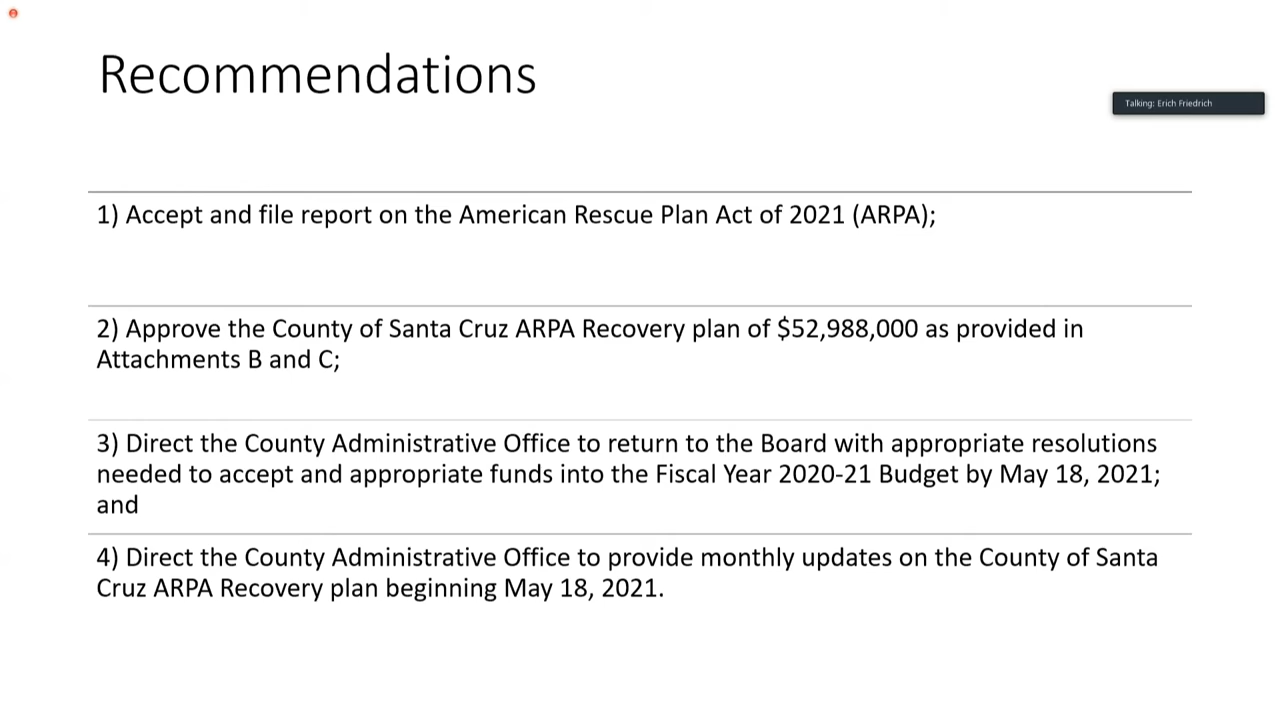 Recommendations
Talking: Erich Friedrich
1) Accept and file report on the American Rescue Plan Act of 2021 (ARPA);
2) Approve the County of Santa Cruz ARPA Recovery plan of $52,988,000 as provided in
Attachments B and C;
3) Direct the County Administrative Office to return to the Board with appropriate resolutions
needed to accept and appropriate funds into the Fiscal Year 2020-21 Budget by May 18, 2021;
and
4) Direct the County Administrative Office to provide monthly updates on the County of Santa
Cruz ARPA Recovery plan beginning May 18, 2021.